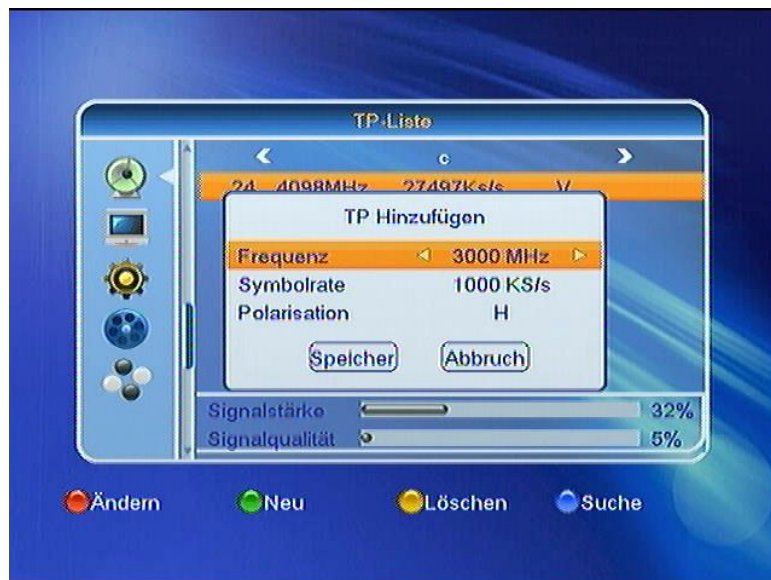 TP-Liste
c
24 4098MHz 27497Ks/s V
TP Hinzufügen
Frequenz 3000 MHz
Symbolrate 1000 KS/s
Polarisation H
Speicher Abbruch
Signalstärke 32%
Signalqualität 5%
Ändern Neu Löschen Suche